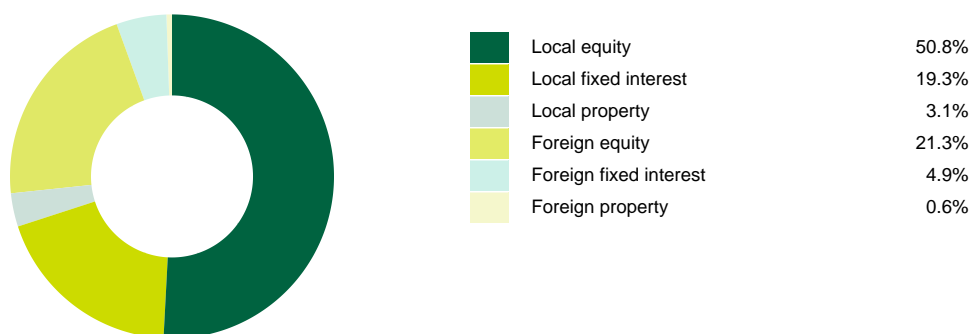 Local equity 50.8%
Local fixed interest 19.3%
Local property 3.1%
Foreign equity 21.3%
Foreign fixed interest 4.9%
Foreign property 0.6%